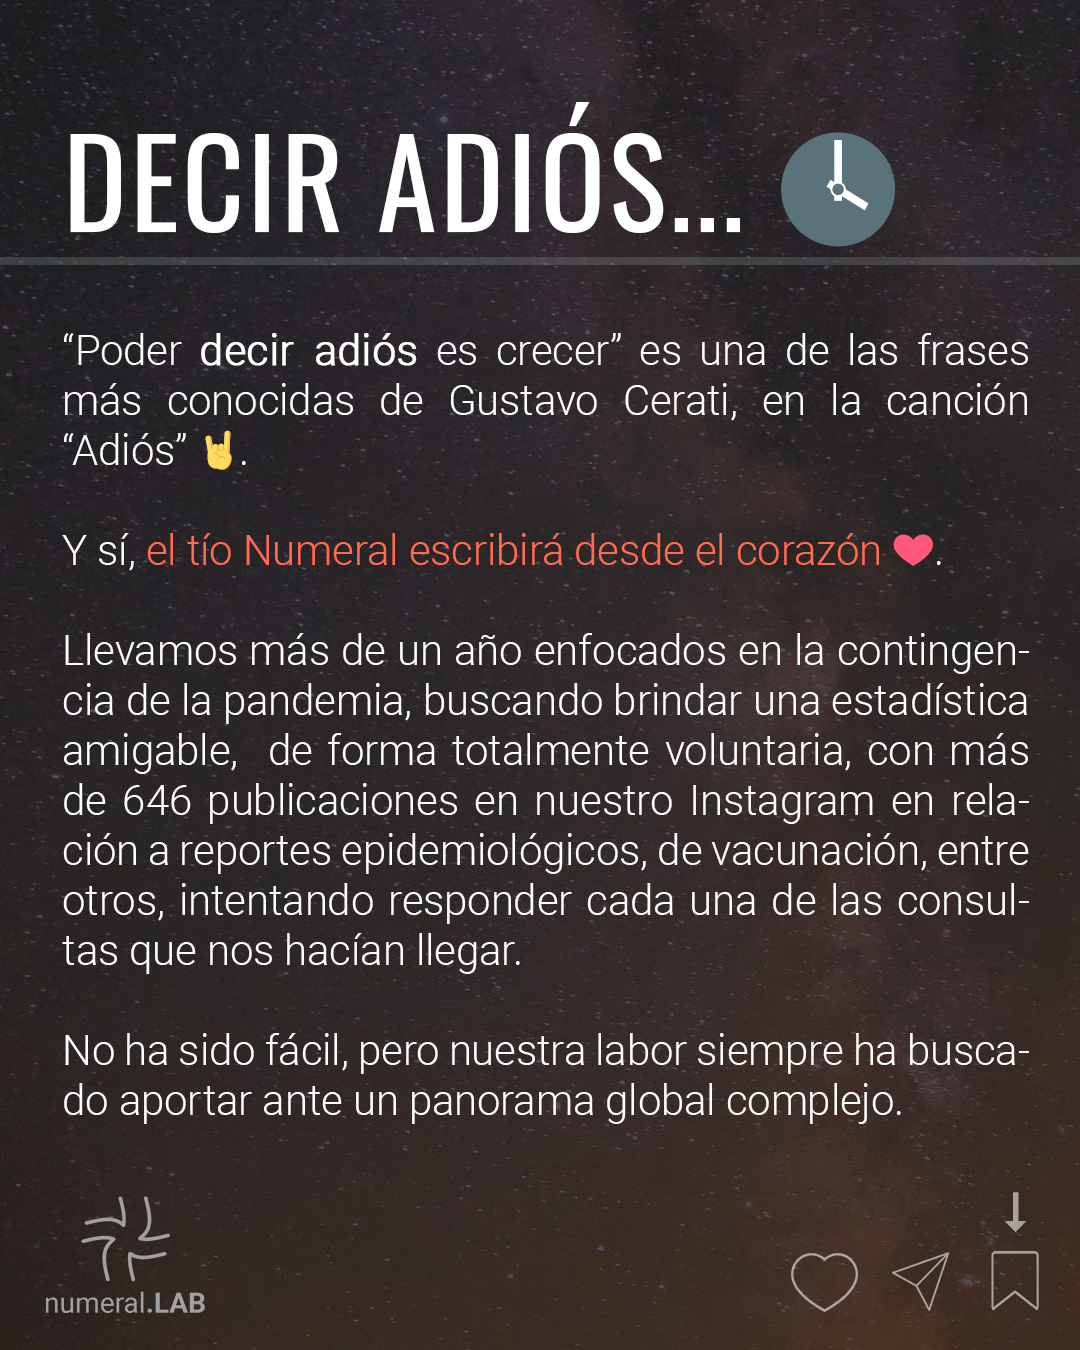 DECIR ADIÓS...
“Poder decir adiós es crecer” es una de las frases
más conocidas de Gustavo Cerati, en la canción
“Adiós” 🤘.
Y sí, el tío Numeral escribirá desde el corazón ❤.
Llevamos más de un año enfocados en la contingen-
cia de la pandemia, buscando brindar una estadística
amigable,  de forma totalmente voluntaria, con más
de 646 publicaciones en nuestro Instagram en rela-
ción a reportes epidemiológicos, de vacunación, entre
otros, intentando responder cada una de las consul-
tas que nos hacían llegar.
No ha sido fácil, pero nuestra labor siempre ha busca-
do aportar ante un panorama global complejo.
numeral.LAB